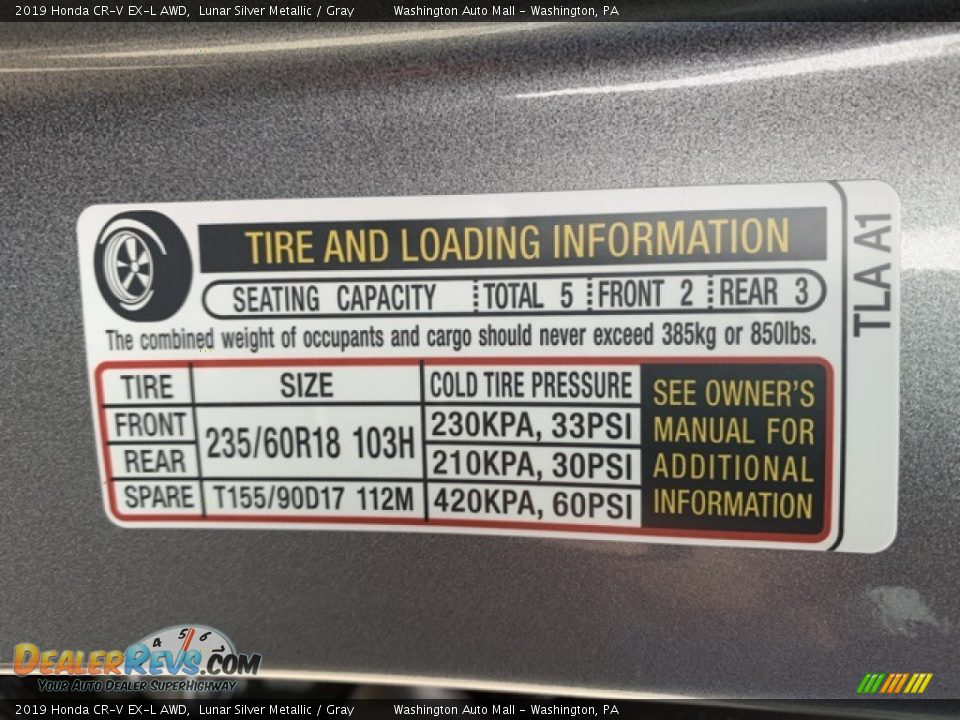 2019 Honda CR-V EX-L AWD, Lunar Silver Metallic / Gray Washington Auto Mall - Washington, PA
TIRE AND LOADING INFORMATION
SEATING CAPACITY TOTAL 5 FRONT 2 REAR 3
The combined weight of occupants and cargo should never exceed 385kg or 850lbs.
TIRE SIZE COLD TIRE PRESSURE
FRONT 235/60R18 103H 230KPA, 33PSI
REAR 210KPA, 30PSI
SPARE T155/90D17 112M 420KPA, 60PSI
SEE OWNER'S
MANUAL FOR
ADDITIONAL
INFORMATION
TLA A1
4 5 6
DEALERREVS.COM
YOUR AUTO DEALER SUPERHIGHWAY
2019 Honda CR-V EX-L AWD, Lunar Silver Metallic / Gray Washington Auto Mall - Washington, PA